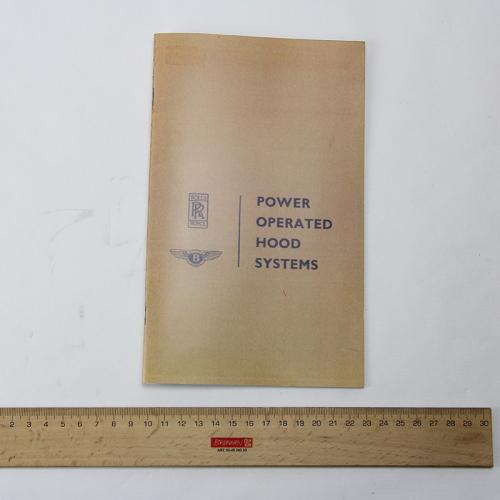 ROLLS
RR
ROYCE
B
POWER
OPERATED
HOOD
SYSTEMS
2 3 4 5 6 7 8 9 10 11 12 13 14 15 16 17 18 19 20 21 22 23 24 25 26 27 28 29 30
BRUNNEN